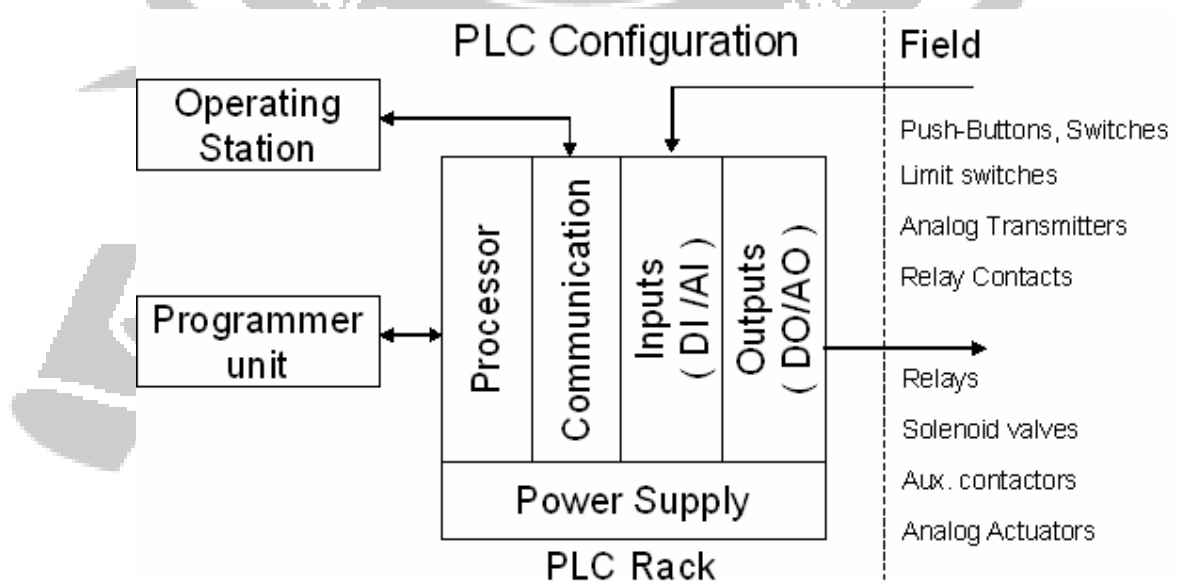 PLC Configuration
Field
Operating
Station
Push-Buttons, Switches
Limit switches
Analog Transmitters
Relay Contacts
Programmer
unit
Processor
Communication
Inputs
( DI /AI )
Outputs
( DO/AO )
Relays
Solenoid valves
Aux. contactors
Analog Actuators
Power Supply
PLC Rack